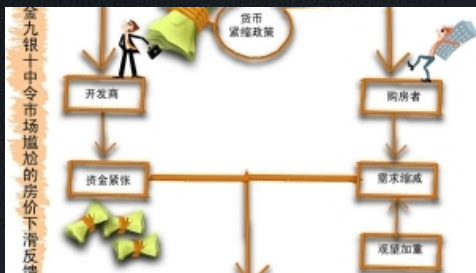 金九银十中令市场尴尬的房价下滑反馈
货币
紧缩政策
开发商
购房者
资金紧张
需求缩减
观望加重